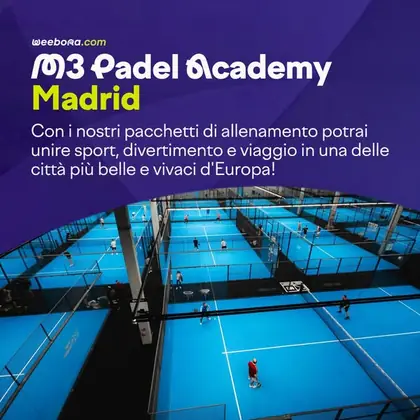 weebora.com
M3 Padel Academy
Madrid
Con i nostri pacchetti di allenamento potrai
unire sport, divertimento e viaggio in una delle
città più belle e vivaci d'Europa!